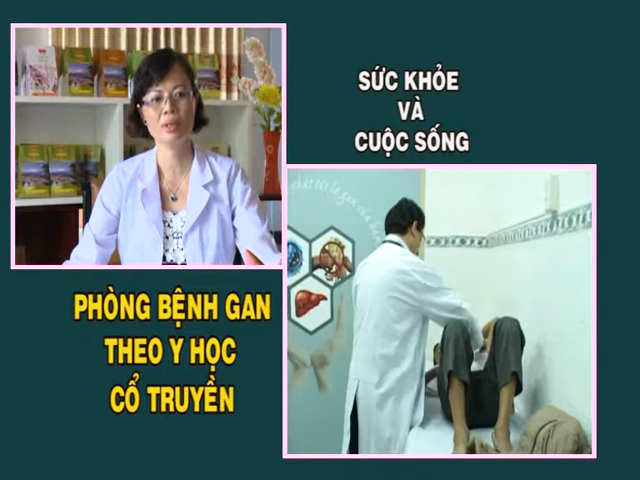 SỨC KHỎE
VÀ
CUỘC SỐNG
PHÒNG BỆNH GAN
THEO Y HỌC
CỔ TRUYỀN